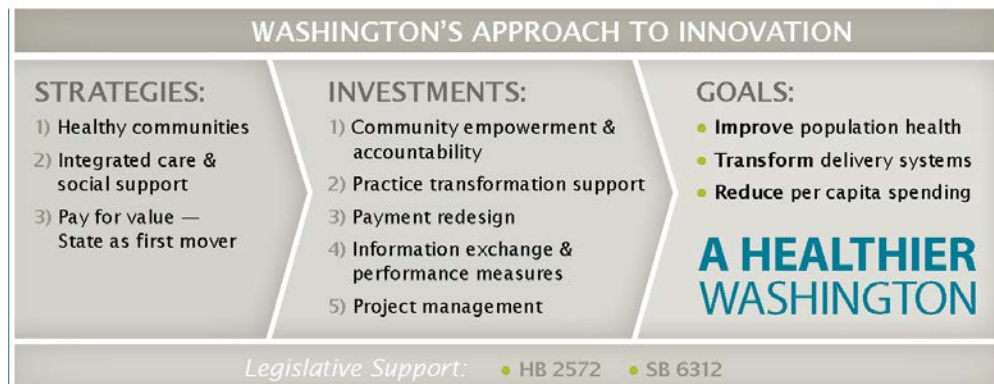 WASHINGTON'S APPROACH TO INNOVATION
STRATEGIES:
1) Healthy communities
2) Integrated care &
social support
3) Pay for value —
State as first mover
INVESTMENTS:
1) Community empowerment &
accountability
2) Practice transformation support
3) Payment redesign
4) Information exchange &
performance measures
5) Project management
GOALS:
• Improve population health
• Transform delivery systems
• Reduce per capita spending
A HEALTHIER
WASHINGTON
Legislative Support: • HB 2572 • SB 6312